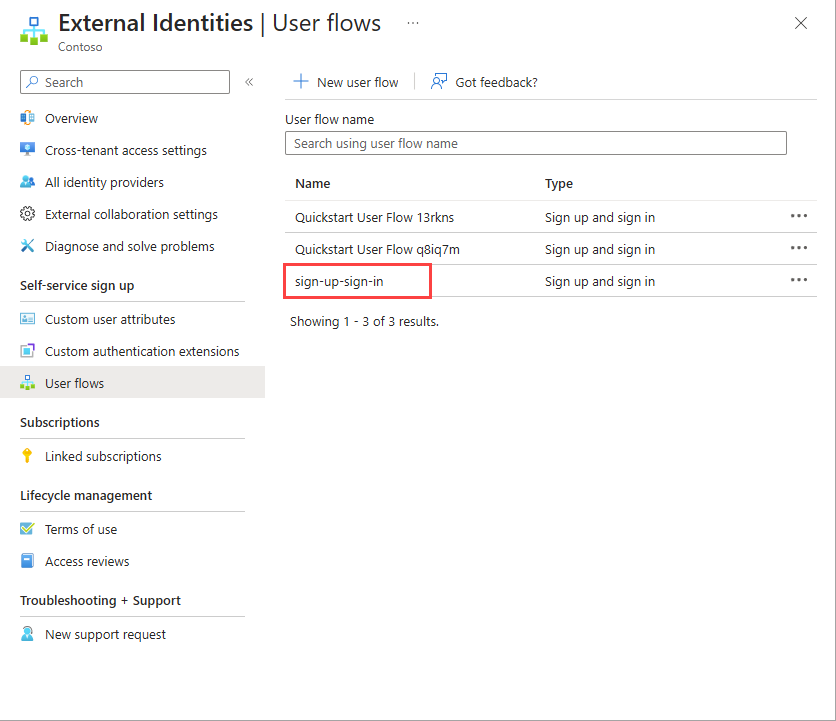 External Identities | User flows ...
Contoso
Search «
Overview
Cross-tenant access settings
All identity providers
External collaboration settings
Diagnose and solve problems
Self-service sign up
Custom user attributes
Custom authentication extensions
User flows
Subscriptions
Linked subscriptions
Lifecycle management
Terms of use
Access reviews
Troubleshooting + Support
New support request
New user flow | Got feedback?
User flow name
Search using user flow name
Name Type
Quickstart User Flow 13rkns Sign up and sign in ...
Quickstart User Flow q8iq7m Sign up and sign in ...
sign-up-sign-in Sign up and sign in ...
Showing 1 - 3 of 3 results.